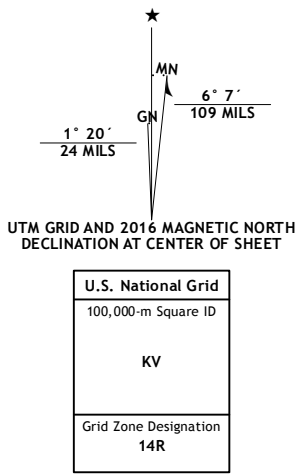 ★
MN
6° 7´
109 MILS
GN
1° 20´
24 MILS
UTM GRID AND 2016 MAGNETIC NORTH
DECLINATION AT CENTER OF SHEET
U.S. National Grid
100,000-m Square ID
KV
Grid Zone Designation
14R